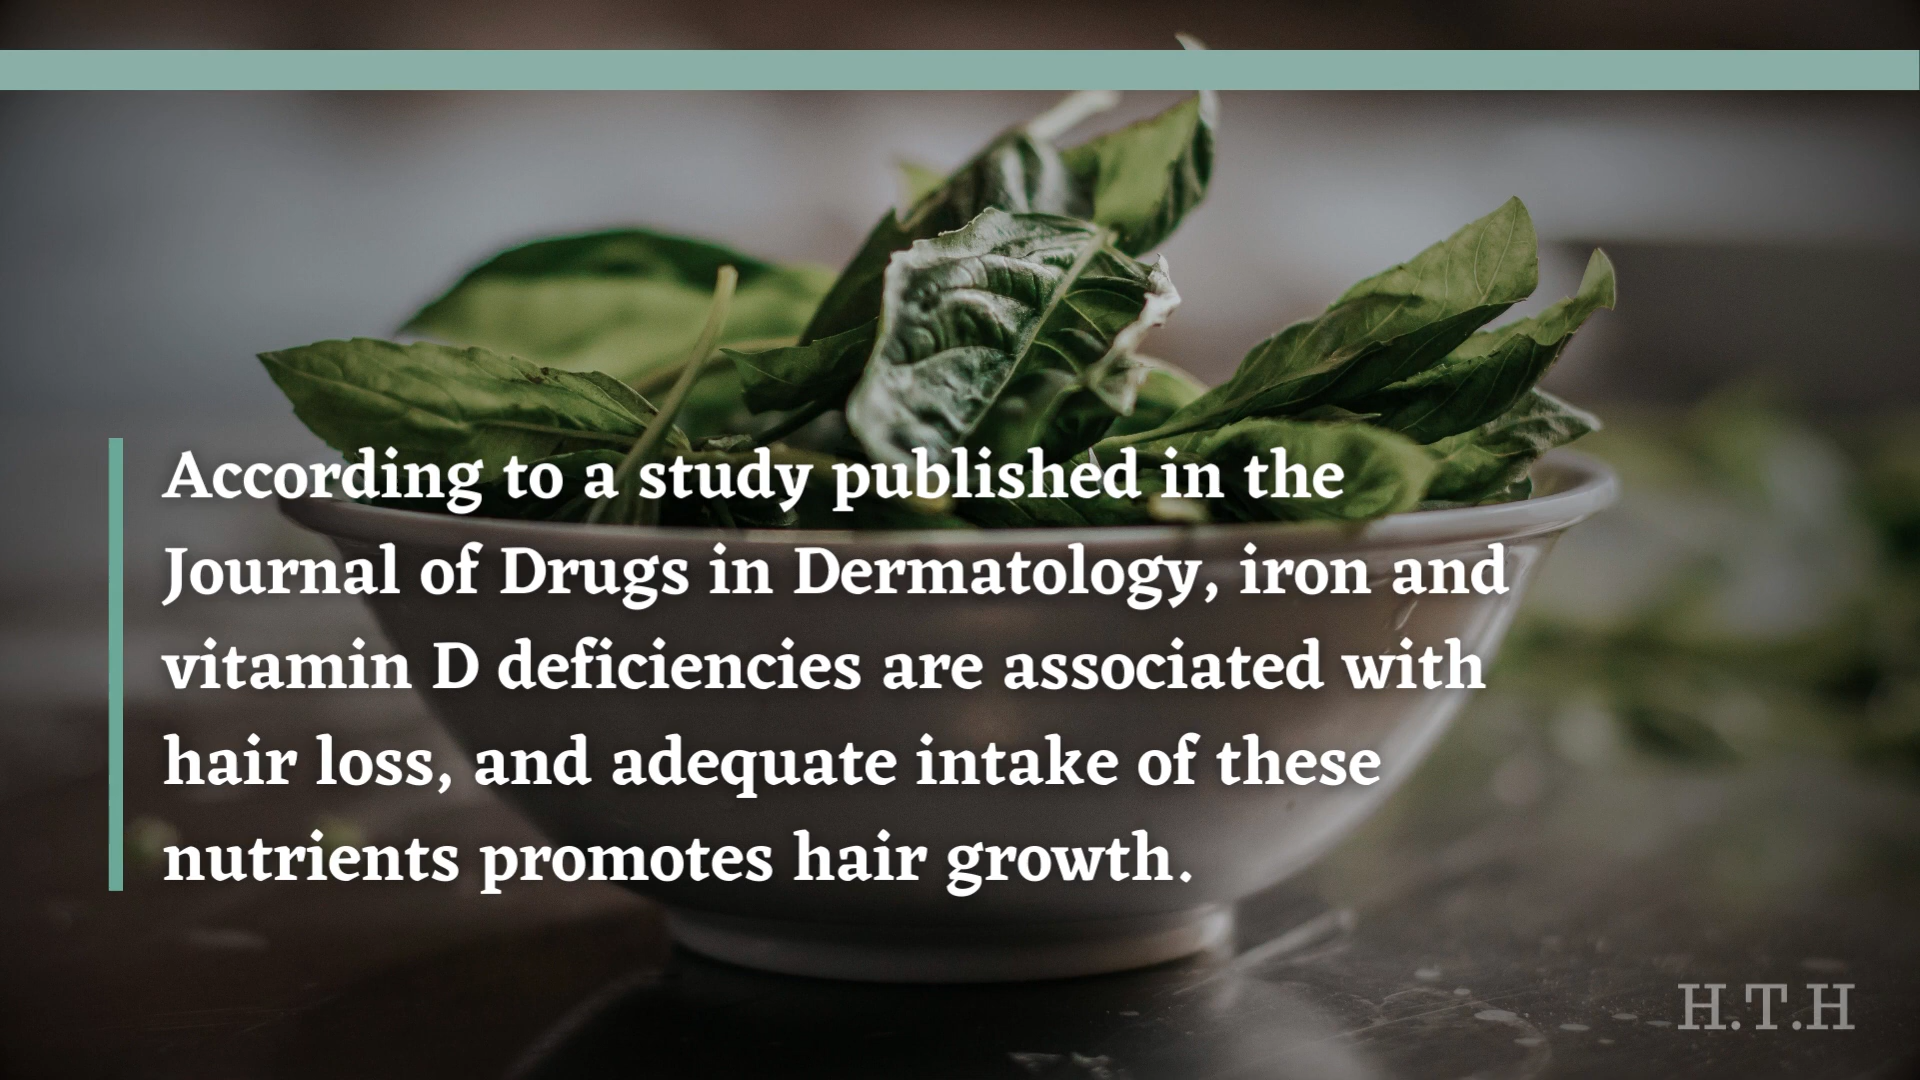 According to a study published in the
Journal of Drugs in Dermatology, iron and
vitamin D deficiencies are associated with
hair loss, and adequate intake of these
nutrients promotes hair growth.
H.T.H